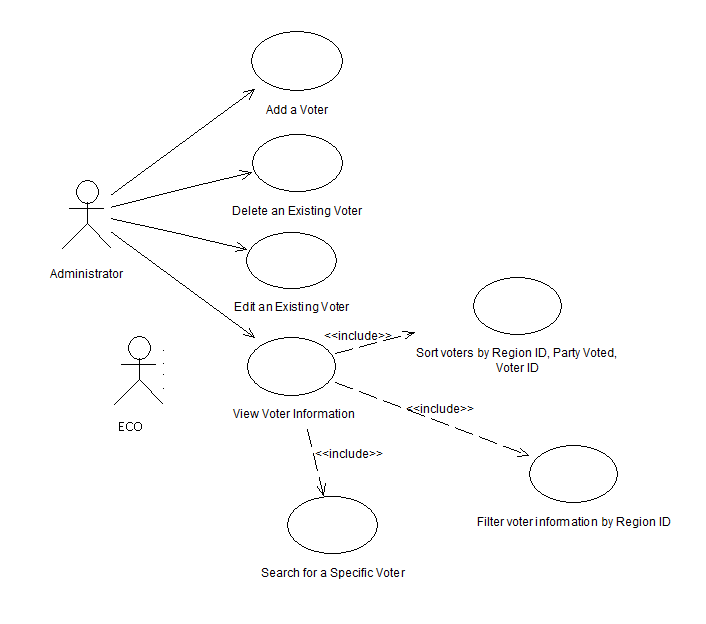 Add a Voter
Delete an Existing Voter
Administrator
Edit an Existing Voter
<<include>>
Sort voters by Region ID, Party Voted,
Voter ID
ECO
View Voter Information
<<include>>
<<include>>
Filter voter information by Region ID
Search for a Specific Voter